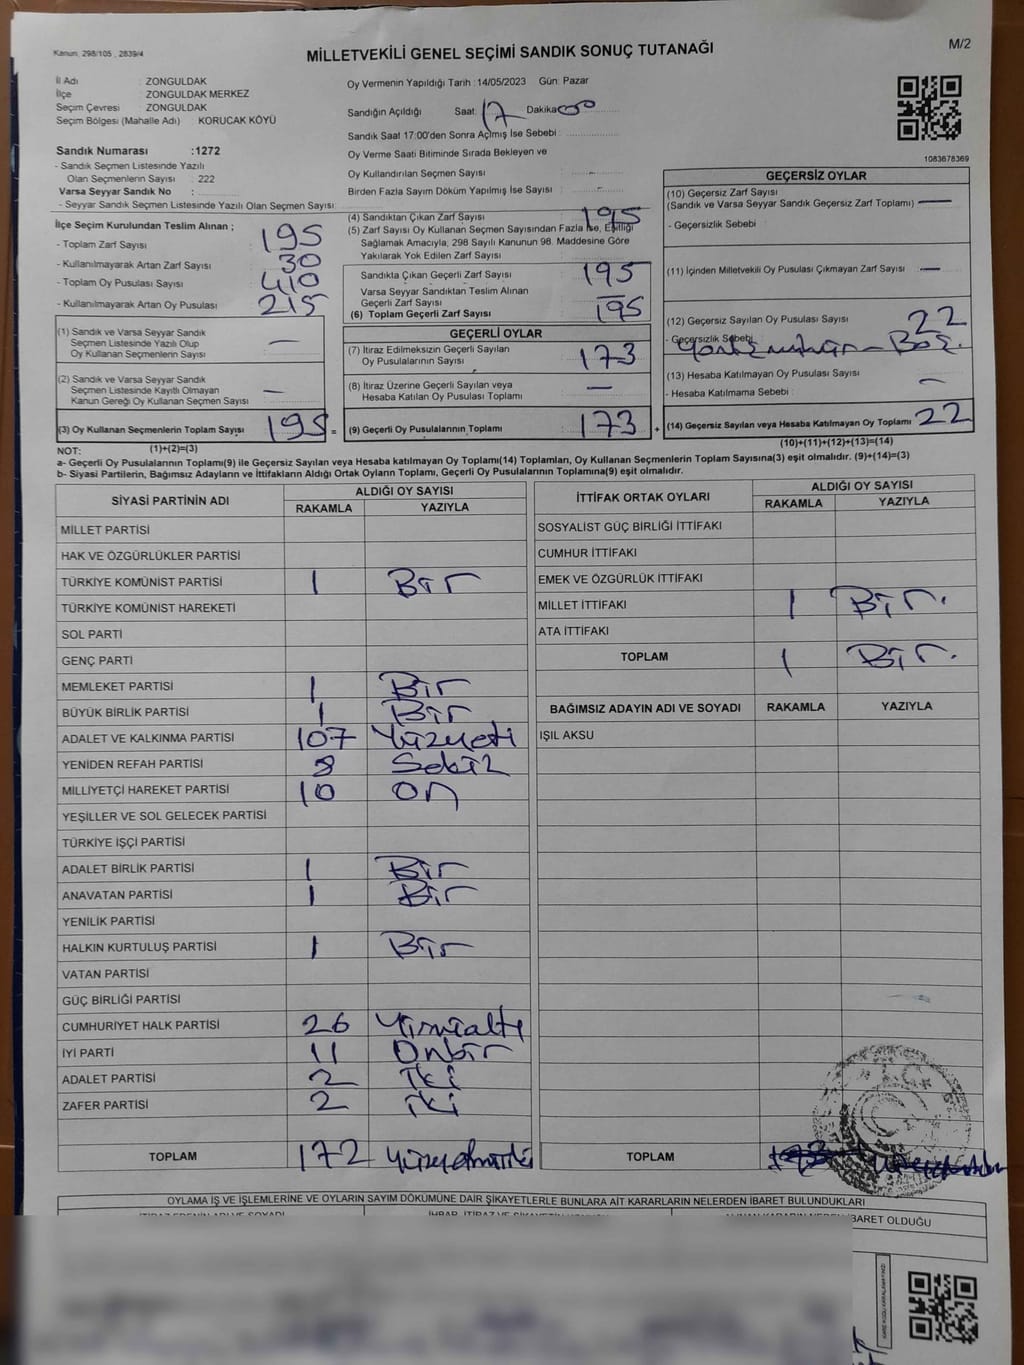 Kanun. 298/105 , 2839/4
MİLLETVEKİLİ GENEL SEÇİMİ SANDIK SONUÇ TUTANAĞI
M/2
İl Adı : ZONGULDAK
İlçe : ZONGULDAK MERKEZ
Seçim Çevresi : ZONGULDAK
Seçim Bölgesi (Mahalle Adı) : KORUCAK KÖYÜ
Sandık Numarası :1272
- Sandık Seçmen Listesinde Yazılı
Olan Seçmenlerin Sayısı : 222
Varsa Seyyar Sandık No :
- Seyyar Sandık Seçmen Listesinde Yazılı Olan Seçmen Sayısı:
Oy Vermenin Yapıldığı Tarih : 14/05/2023 Gün: Pazar
Sandığın Açıldığı Saat: 17 Dakika 00
Sandık Saat 17:00'den Sonra Açılmış İse Sebebi :
Oy Verme Saati Bitiminde Sırada Bekleyen ve
Oy Kullandırılan Seçmen Sayısı : -
Birden Fazla Sayım Döküm Yapılmış İse Sayısı : -
1083678369
İlçe Seçim Kurulundan Teslim Alınan ;
- Toplam Zarf Sayısı : 195
- Kullanılmayarak Artan Zarf Sayısı : 30
- Toplam Oy Pusulası Sayısı : 410
- Kullanılmayarak Artan Oy Pusulası : 215
(1) Sandık ve Varsa Seyyar Sandık
Seçmen Listesinde Yazılı Olup
Oy Kullanan Seçmenlerin Sayısı : —
(2) Sandık ve Varsa Seyyar Sandık
Seçmen Listesinde Kayıtlı Olmayan
Kanun Gereği Oy Kullanan Seçmen Sayısı : —
(3) Oy Kullanan Seçmenlerin Toplam Sayısı : 195 =
(1)+(2)=(3)
(4) Sandıktan Çıkan Zarf Sayısı : 195
(5) Zarf Sayısı Oy Kullanan Seçmen Sayısından Fazla İse, Eşitliği
Sağlamak Amacıyla, 298 Sayılı Kanunun 98. Maddesine Göre
Yakılarak Yok Edilen Zarf Sayısı :
Sandıkta Çıkan Geçerli Zarf Sayısı : 195
Varsa Seyyar Sandıktan Teslim Alınan
Geçerli Zarf Sayısı : —
(6) Toplam Geçerli Zarf Sayısı : 195
GEÇERLİ OYLAR
(7) İtiraz Edilmeksizin Geçerli Sayılan
Oy Pusulalarının Sayısı : 173
(8) İtiraz Üzerine Geçerli Sayılan veya
Hesaba Katılan Oy Pusulası Toplamı : —
(9) Geçerli Oy Pusulalarının Toplamı : 173 +
GEÇERSİZ OYLAR
(10) Geçersiz Zarf Sayısı
(Sandık ve Varsa Seyyar Sandık Geçersiz Zarf Toplamı) : —
- Geçersizlik Sebebi :
(11) İçinden Milletvekili Oy Pusulası Çıkmayan Zarf Sayısı : —
(12) Geçersiz Sayılan Oy Pusulası Sayısı : 22
- Geçersizlik Sebebi : Boş.
(13) Hesaba Katılmayan Oy Pusulası Sayısı : —
- Hesaba Katılmama Sebebi :
(14) Geçersiz Sayılan veya Hesaba Katılmayan Oy Toplamı : 22
(10)+(11)+(12)+(13)=(14)
NOT:
a- Geçerli Oy Pusulalarının Toplamı(9) ile Geçersiz Sayılan veya Hesaba katılmayan Oy Toplamı(14) Toplamları, Oy Kullanan Seçmenlerin Toplam Sayısına(3) eşit olmalıdır. (9)+(14)=(3)
b- Siyasi Partilerin, Bağımsız Adayların ve İttifakların Aldığı Ortak Oyların Toplamı, Geçerli Oy Pusulalarının Toplamına(9) eşit olmalıdır.
SİYASİ PARTİNİN ADI ALDIĞI OY SAYISI
RAKAMLA YAZIYLA
MİLLET PARTİSİ
HAK VE ÖZGÜRLÜKLER PARTİSİ
TÜRKİYE KOMÜNİST PARTİSİ 1 Bir
TÜRKİYE KOMÜNİST HAREKETİ
SOL PARTİ
GENÇ PARTİ
MEMLEKET PARTİSİ 1 Bir
BÜYÜK BİRLİK PARTİSİ 1 Bir
ADALET VE KALKINMA PARTİSİ 107 Yüzyedi
YENİDEN REFAH PARTİSİ 8 Sekiz
MİLLİYETÇİ HAREKET PARTİSİ 10 On
YEŞİLLER VE SOL GELECEK PARTİSİ
TÜRKİYE İŞÇİ PARTİSİ
ADALET BİRLİK PARTİSİ 1 Bir
ANAVATAN PARTİSİ 1 Bir
YENİLİK PARTİSİ
HALKIN KURTULUŞ PARTİSİ 1 Bir
VATAN PARTİSİ
GÜÇ BİRLİĞİ PARTİSİ
CUMHURİYET HALK PARTİSİ 26 Yirmialtı
İYİ PARTİ 11 Onbir
ADALET PARTİSİ 2 İki
ZAFER PARTİSİ 2 İki
TOPLAM 172 Yüzyetmişiki
İTTİFAK ORTAK OYLARI ALDIĞI OY SAYISI
RAKAMLA YAZIYLA
SOSYALİST GÜÇ BİRLİĞİ İTTİFAKI
CUMHUR İTTİFAKI
EMEK VE ÖZGÜRLÜK İTTİFAKI
MİLLET İTTİFAKI 1 Bir.
ATA İTTİFAKI
TOPLAM 1 Bir.
BAĞIMSIZ ADAYIN ADI VE SOYADI RAKAMLA YAZIYLA
IŞIL AKSU
TOPLAM
OYLAMA İŞ VE İŞLEMLERİNE VE OYLARIN SAYIM DÖKÜMÜNE DAİR ŞİKAYETLERLE BUNLARA AİT KARARLARIN NELERDEN İBARET BULUNDUKLARI
İBARET OLDUĞU